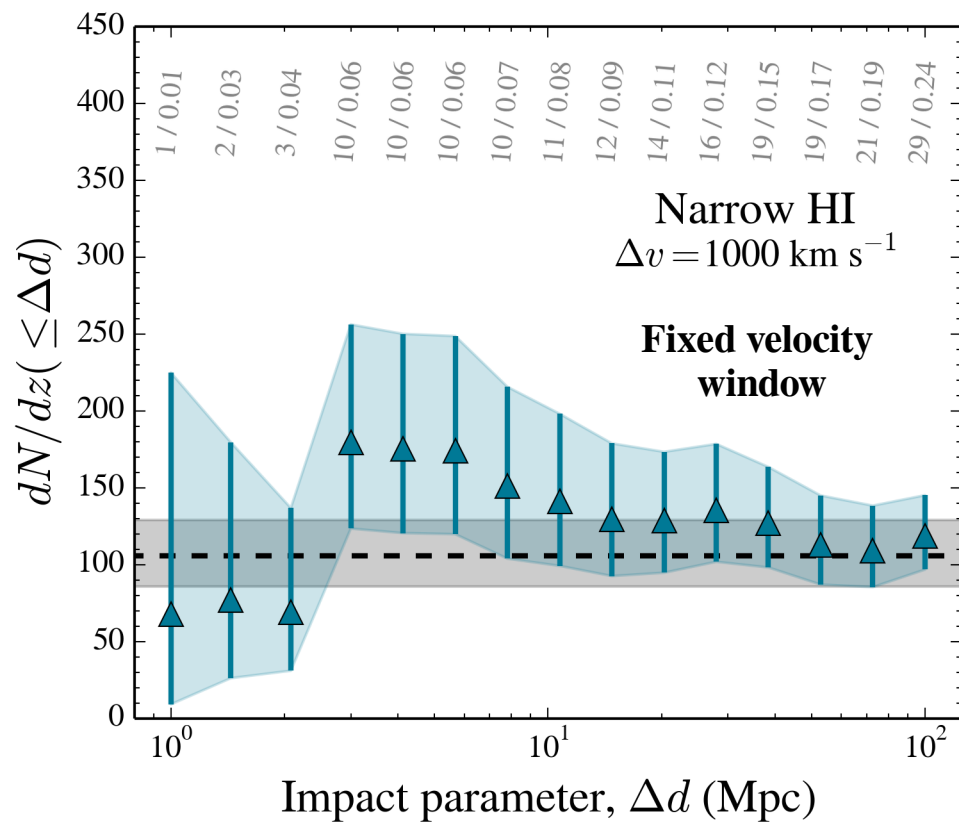 450
400
350
300
250
200
150
100
50
0
dN/dz(≤Δd)
1 / 0.01
2 / 0.03
3 / 0.04
10 / 0.06
10 / 0.06
10 / 0.06
10 / 0.07
11 / 0.08
12 / 0.09
14 / 0.11
16 / 0.12
19 / 0.15
19 / 0.17
21 / 0.19
29 / 0.24
Narrow HI
Δv = 1000 km s⁻¹
Fixed velocity
window
10⁰
10¹
10²
Impact parameter, Δd (Mpc)